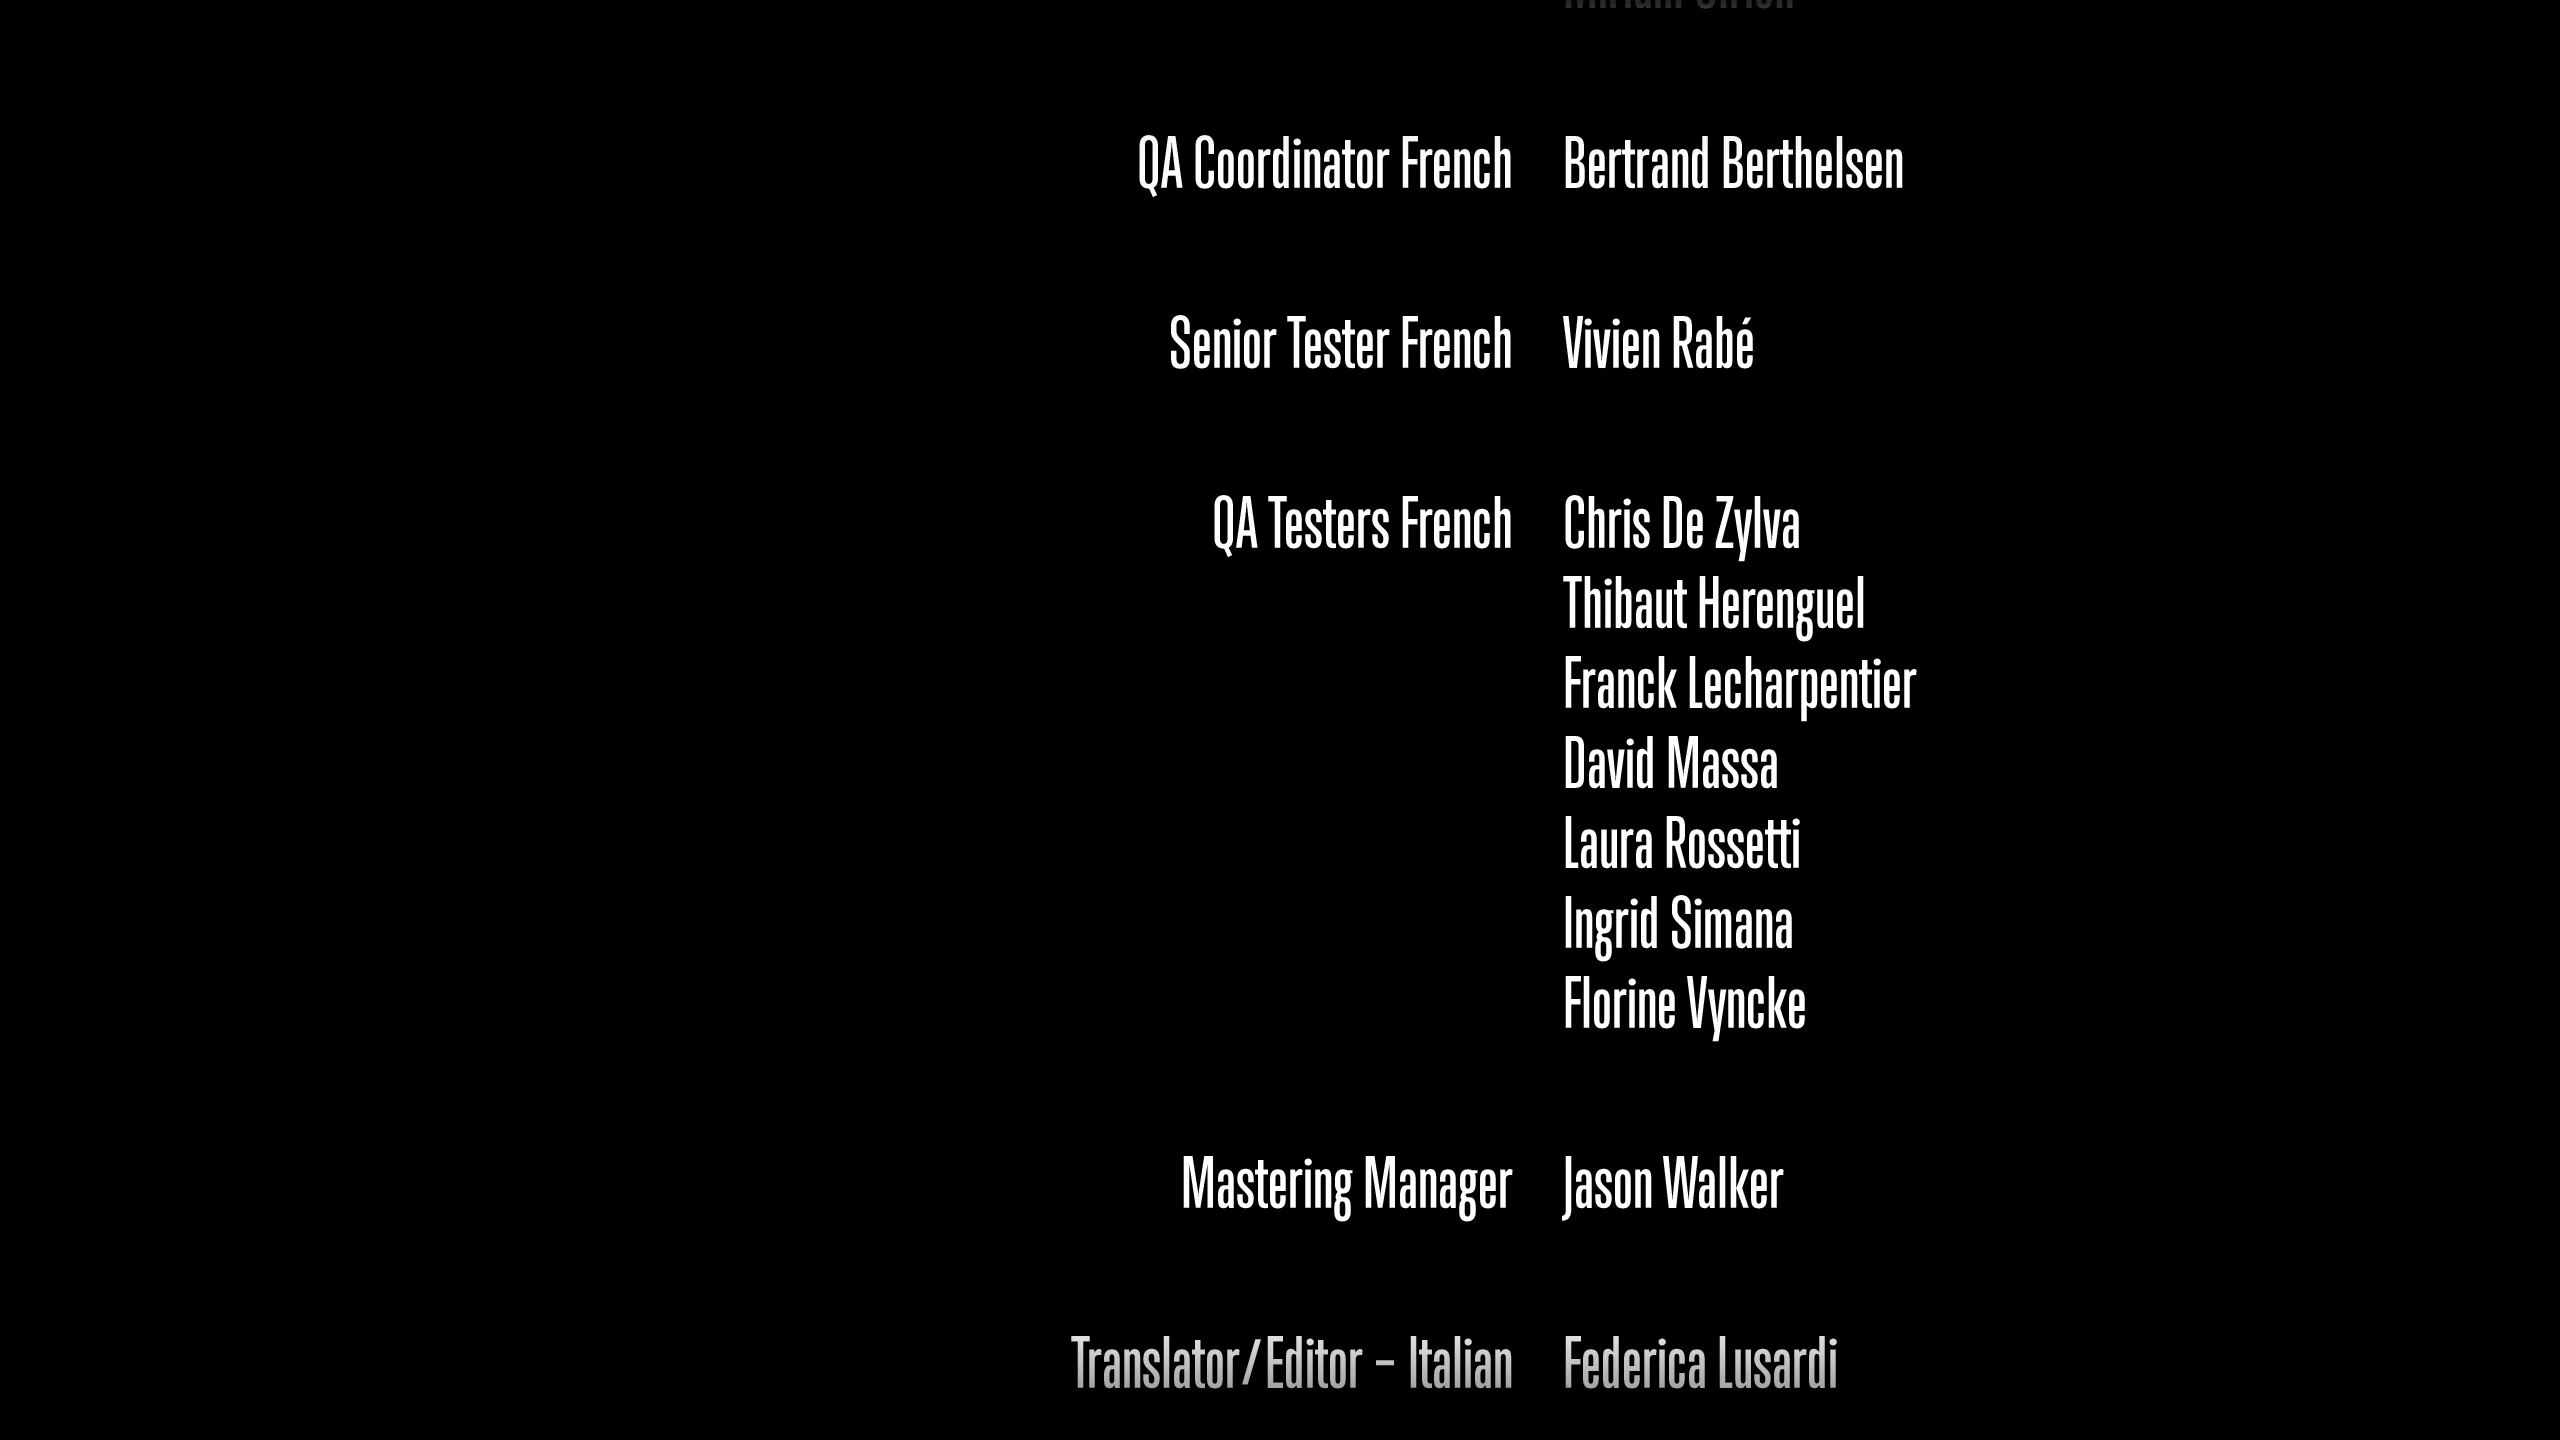 QA Coordinator French Bertrand Berthelsen
Senior Tester French Vivien Rabé
QA Testers French Chris De Zylva
Thibaut Herenguel
Franck Lecharpentier
David Massa
Laura Rossetti
Ingrid Simana
Florine Vyncke
Mastering Manager Jason Walker
Translator/Editor – Italian Federica Lusardi